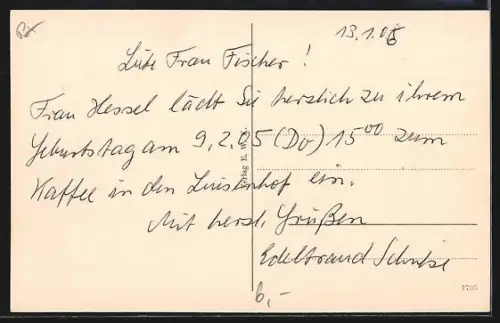 13.1.05
Liebe Frau Fischer!
Frau Hessel lädt Sie herzlich zu ihrem
Geburtstag am 9.2.05 (Do) 15⁰⁰ zum
Kaffee in den Luisenhof ein.
Mit herzl. Grüßen
Edeltraud Schulze
6,-